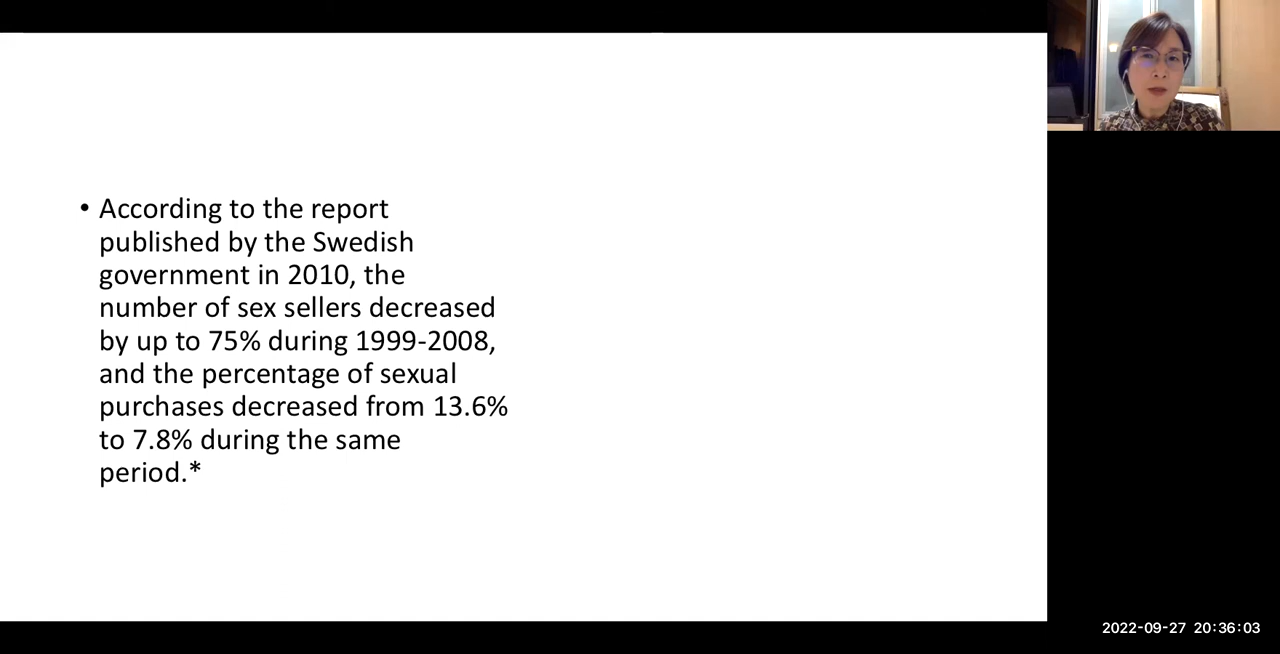 • According to the report
published by the Swedish
government in 2010, the
number of sex sellers decreased
by up to 75% during 1999-2008,
and the percentage of sexual
purchases decreased from 13.6%
to 7.8% during the same
period.*
2022-09-27 20:36:03